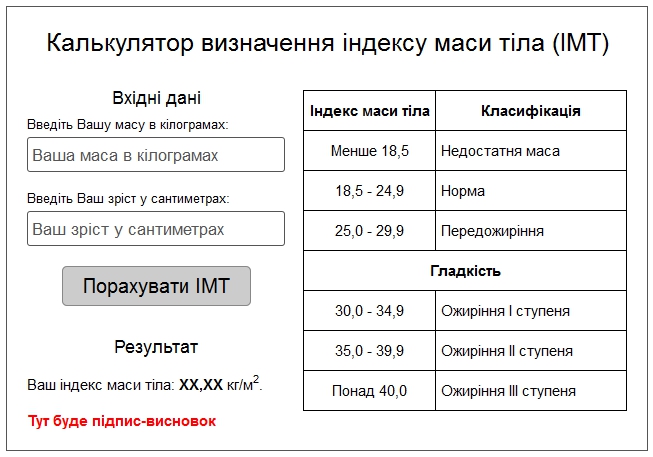 Калькулятор визначення індексу маси тіла (ІМТ)
Вхідні дані
Введіть Вашу масу в кілограмах:
Ваша маса в кілограмах
Введіть Ваш зріст у сантиметрах:
Ваш зріст у сантиметрах
Порахувати ІМТ
Результат
Ваш індекс маси тіла: XX,XX кг/м².
Тут буде підпис-висновок
Індекс маси тіла Класифікація
Менше 18,5 Недостатня маса
18,5 - 24,9 Норма
25,0 - 29,9 Передожиріння
Гладкість
30,0 - 34,9 Ожиріння I ступеня
35,0 - 39,9 Ожиріння II ступеня
Понад 40,0 Ожиріння III ступеня